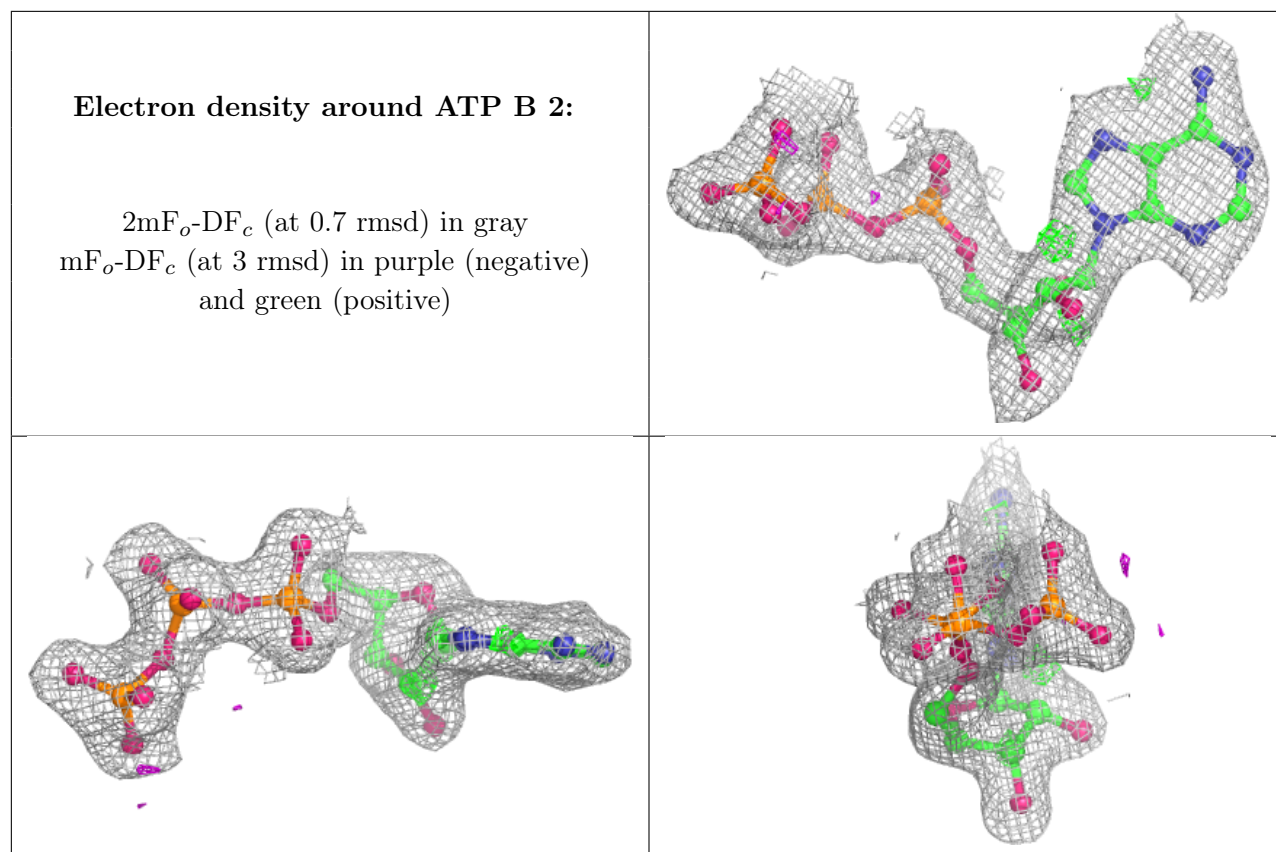 Electron density around ATP B 2:
2mFₒ-DF𝒸 (at 0.7 rmsd) in gray
mFₒ-DF𝒸 (at 3 rmsd) in purple (negative)
and green (positive)